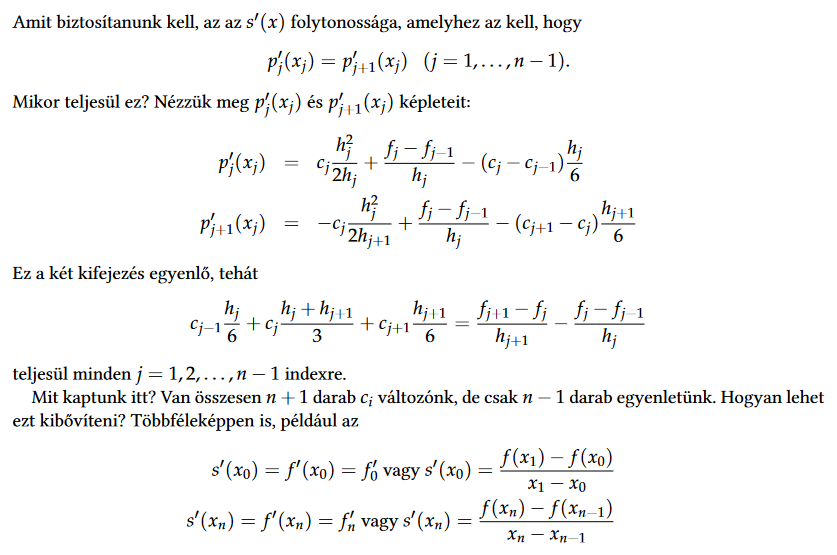 Amit biztosítanunk kell, az az s′(x) folytonossága, amelyhez az kell, hogy
p′_j(x_j) = p′_{j+1}(x_j) (j = 1, . . . , n − 1).
Mikor teljesül ez? Nézzük meg p′_j(x_j) és p′_{j+1}(x_j) képleteit:
p′_j(x_j) = c_j \frac{h_j^2}{2h_j} + \frac{f_j − f_{j−1}}{h_j} − (c_j − c_{j−1}) \frac{h_j}{6}
p′_{j+1}(x_j) = −c_j \frac{h_j^2}{2h_{j+1}} + \frac{f_j − f_{j−1}}{h_j} − (c_{j+1} − c_j) \frac{h_{j+1}}{6}
Ez a két kifejezés egyenlő, tehát
c_{j−1} \frac{h_j}{6} + c_j \frac{h_j + h_{j+1}}{3} + c_{j+1} \frac{h_{j+1}}{6} = \frac{f_{j+1} − f_j}{h_{j+1}} − \frac{f_j − f_{j−1}}{h_j}
teljesül minden j = 1, 2, . . . , n − 1 indexre.
Mit kaptunk itt? Van összesen n + 1 darab c_i változónk, de csak n − 1 darab egyenletünk. Hogyan lehet
ezt kibővíteni? Többféleképpen is, például az
s′(x_0) = f′(x_0) = f′_0 vagy s′(x_0) = \frac{f(x_1) − f(x_0)}{x_1 − x_0}
s′(x_n) = f′(x_n) = f′_n vagy s′(x_n) = \frac{f(x_n) − f(x_{n−1})}{x_n − x_{n−1}}